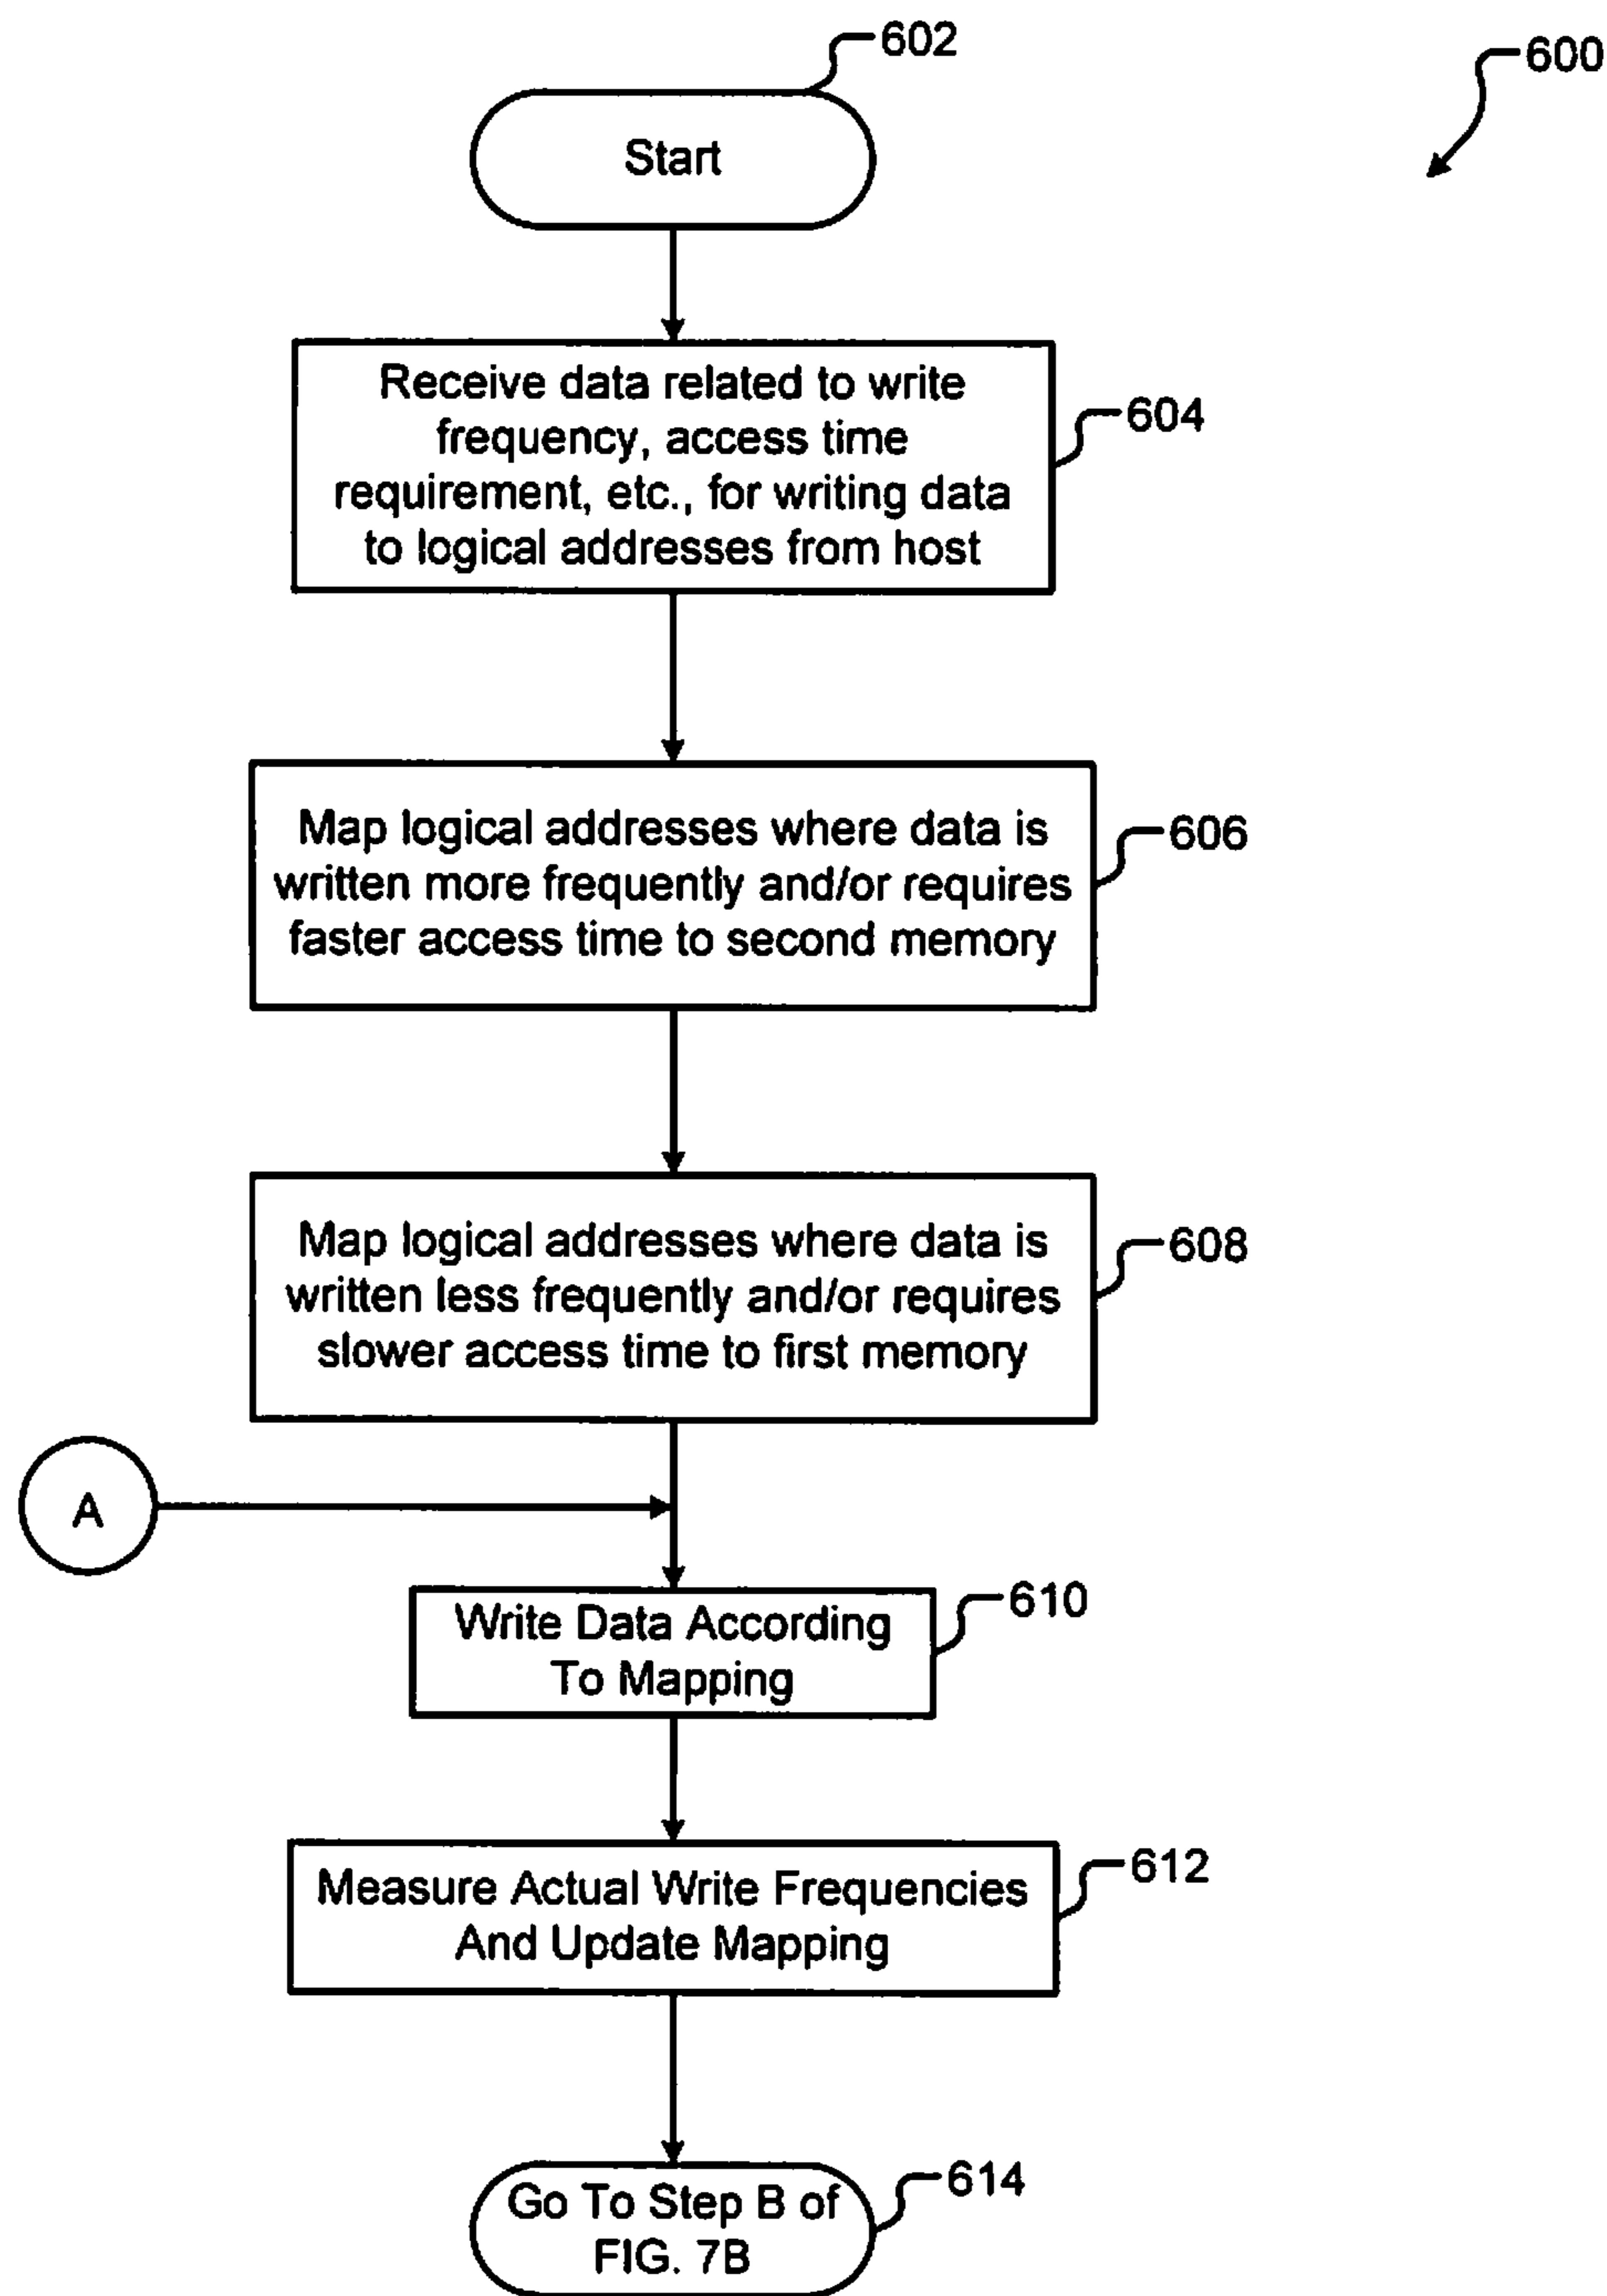 602
600
Start
Receive data related to write
frequency, access time
requirement, etc., for writing data
to logical addresses from host
604
Map logical addresses where data is
written more frequently and/or requires
faster access time to second memory
606
Map logical addresses where data is
written less frequently and/or requires
slower access time to first memory
608
A
Write Data According
To Mapping
610
Measure Actual Write Frequencies
And Update Mapping
612
Go To Step B of
FIG. 7B
614